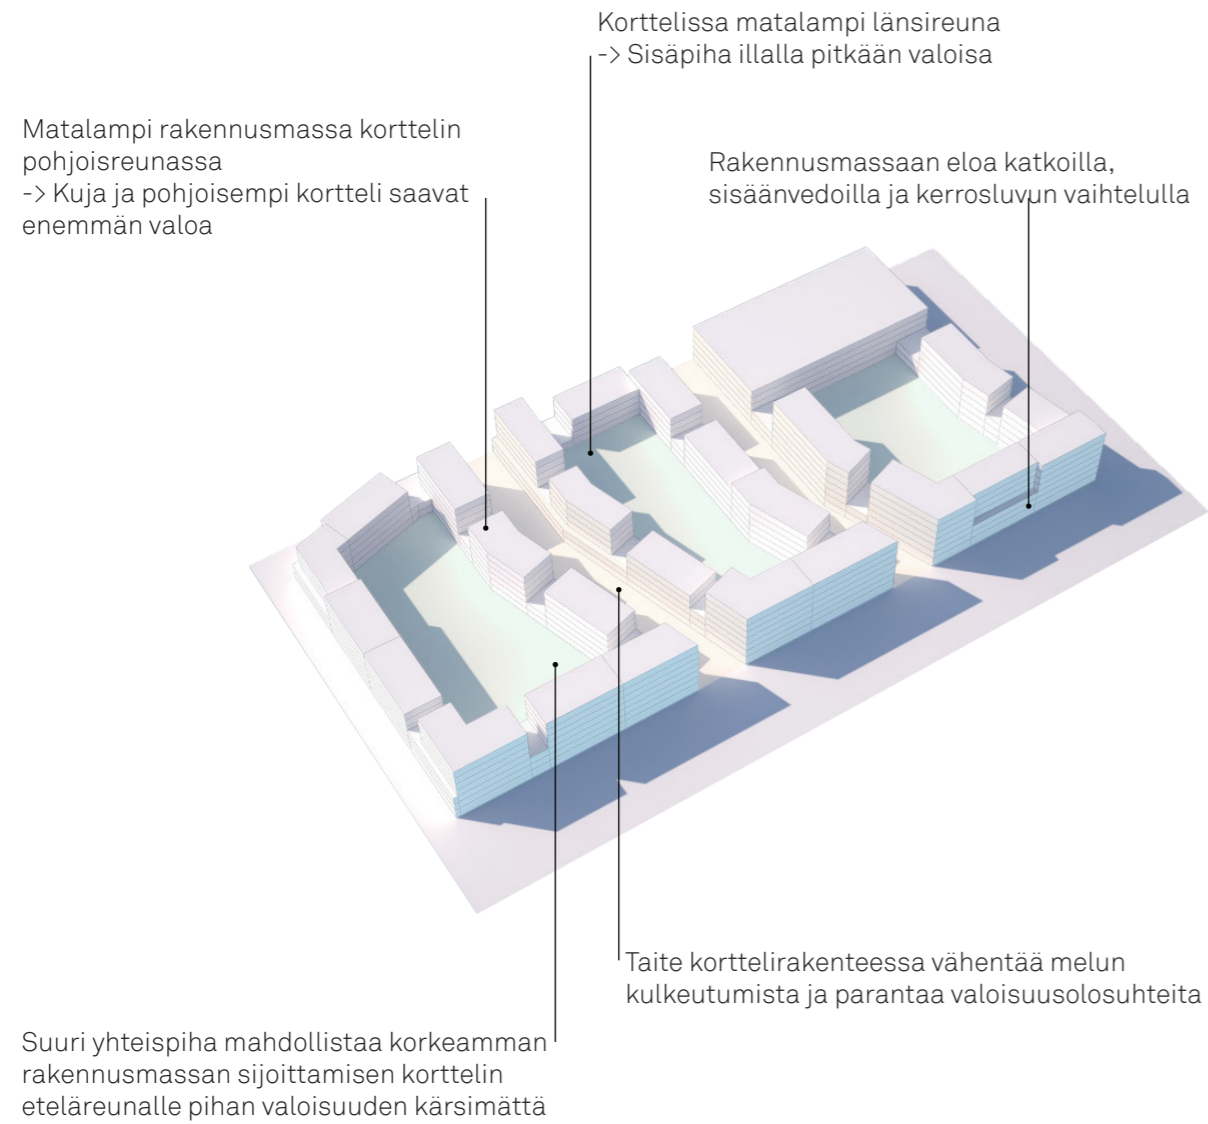 Korttelissa matalampi länsireuna
-> Sisäpiha illalla pitkään valoisa
Matalampi rakennusmassa korttelin
pohjoisreunassa
-> Kuja ja pohjoisempi kortteli saavat
enemmän valoa
Rakennusmassaan eloa katkoilla,
sisäänvedoilla ja kerrosluvun vaihtelulla
Taite korttelirakenteessa vähentää melun
kulkeutumista ja parantaa valoisuusolosuhteita
Suuri yhteispiha mahdollistaa korkeamman
rakennusmassan sijoittamisen korttelin
eteläreunalle pihan valoisuuden kärsimättä